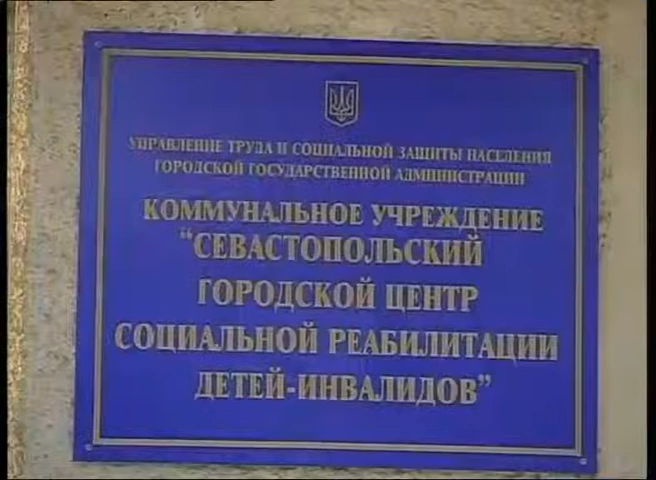 УПРАВЛЕНИЕ ТРУДА И СОЦИАЛЬНОЙ ЗАЩИТЫ НАСЕЛЕНИЯ
ГОРОДСКОЙ ГОСУДАРСТВЕННОЙ АДМИНИСТРАЦИИ
КОММУНАЛЬНОЕ УЧРЕЖДЕНИЕ
“СЕВАСТОПОЛЬСКИЙ
ГОРОДСКОЙ ЦЕНТР
СОЦИАЛЬНОЙ РЕАБИЛИТАЦИИ
ДЕТЕЙ-ИНВАЛИДОВ”